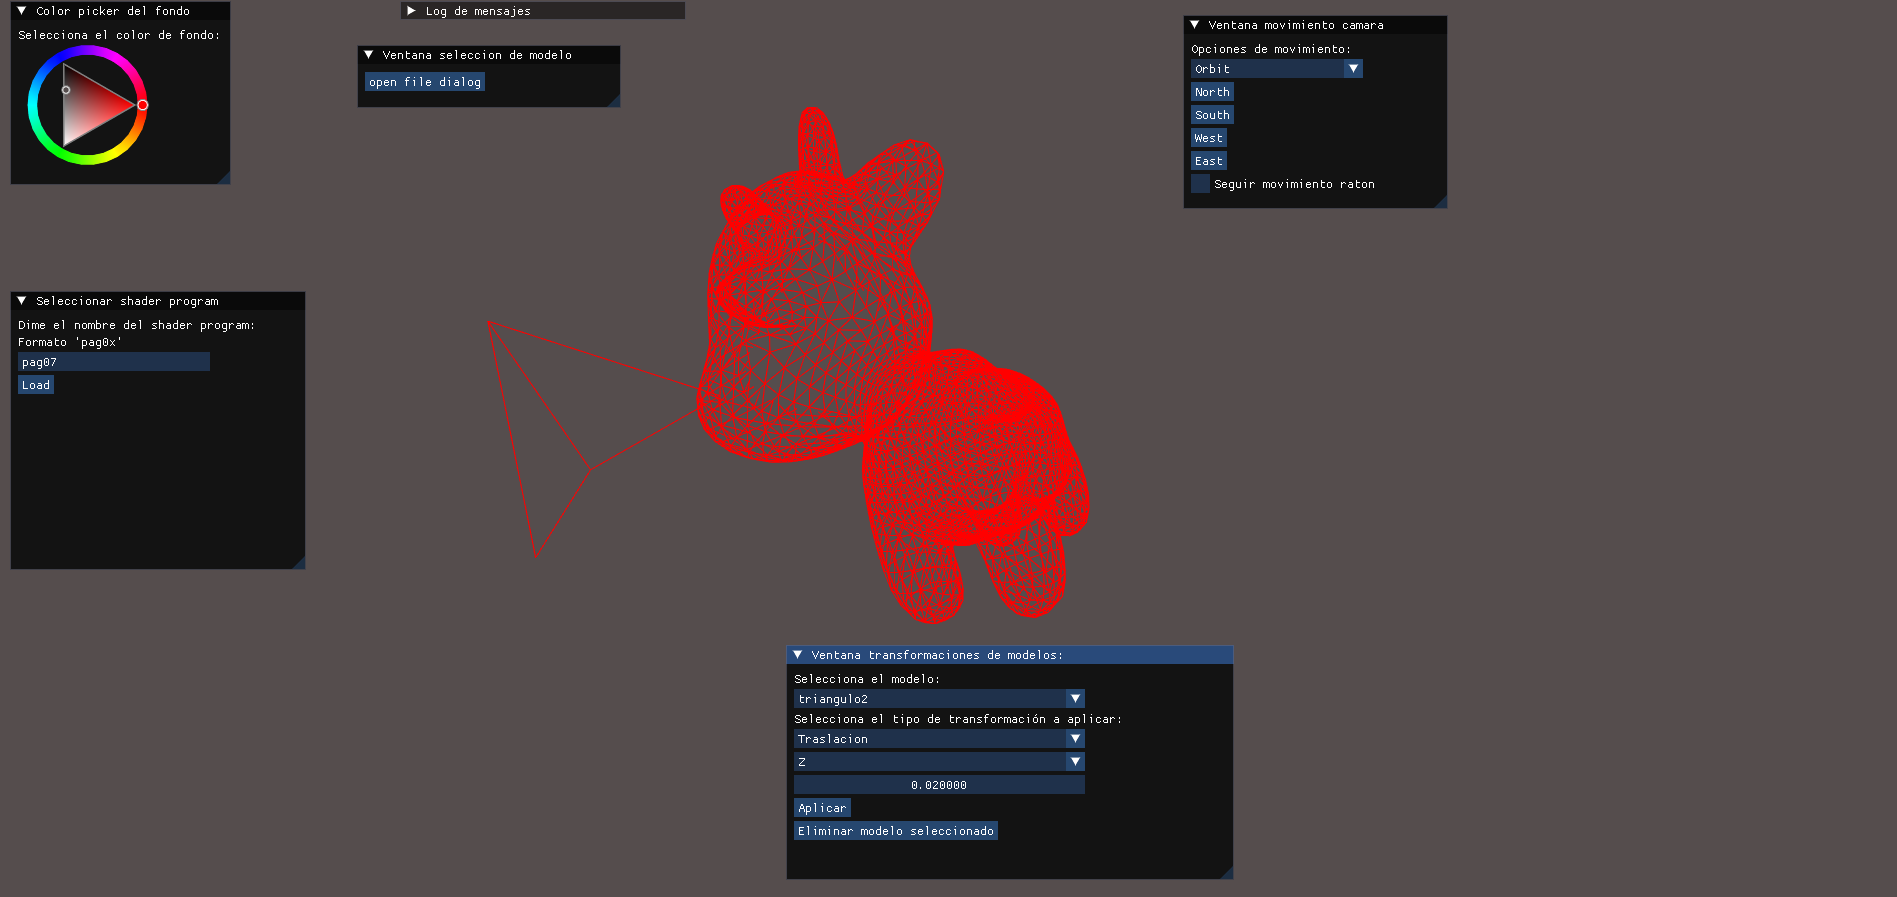 Color picker del fondo
Selecciona el color de fondo:
Log de mensajes
Ventana seleccion de modelo
open file dialog
Ventana movimiento camara
Opciones de movimiento:
Orbit
North
South
West
East
Seguir movimiento raton
Seleccionar shader program
Dime el nombre del shader program:
Formato 'pag0x'
pag07
Load
Ventana transformaciones de modelos:
Selecciona el modelo:
triangulo2
Selecciona el tipo de transformación a aplicar:
Traslacion
Z
0.020000
Aplicar
Eliminar modelo seleccionado